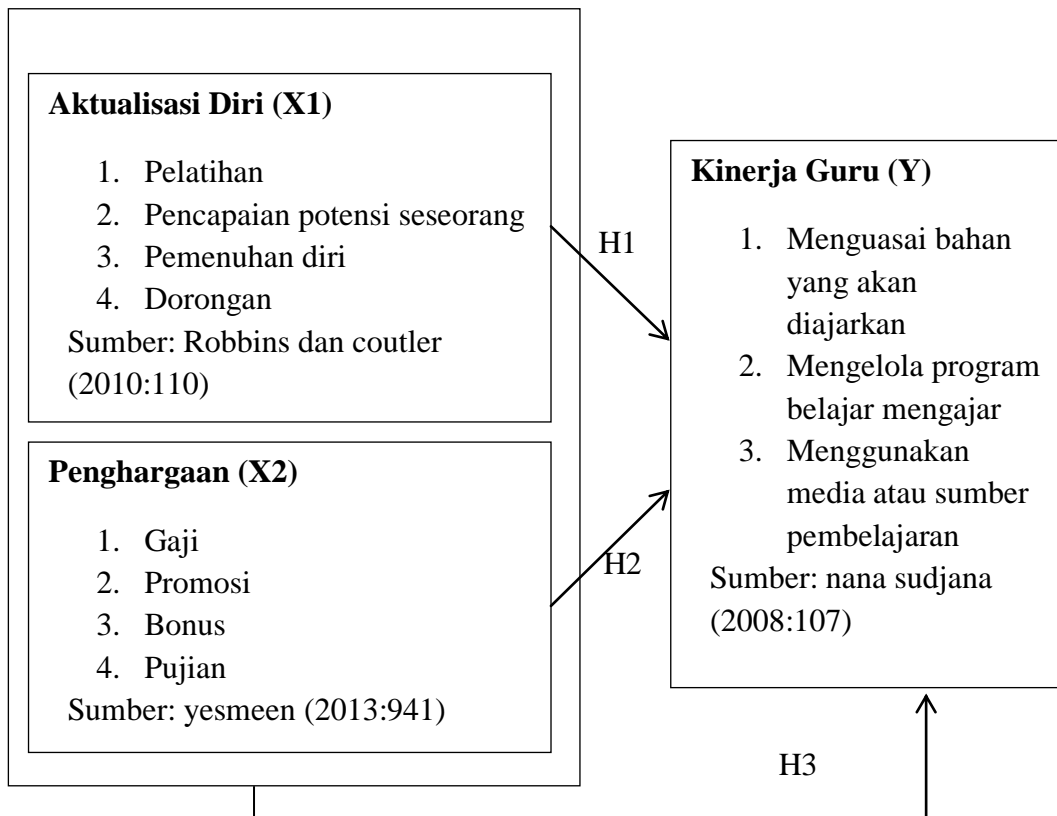 Aktualisasi Diri (X1)
1. Pelatihan
2. Pencapaian potensi seseorang
3. Pemenuhan diri
4. Dorongan
Sumber: Robbins dan coutler
(2010:110)
Penghargaan (X2)
1. Gaji
2. Promosi
3. Bonus
4. Pujian
Sumber: yesmeen (2013:941)
H1
H2
Kinerja Guru (Y)
1. Menguasai bahan
yang akan
diajarkan
2. Mengelola program
belajar mengajar
3. Menggunakan
media atau sumber
pembelajaran
Sumber: nana sudjana
(2008:107)
H3